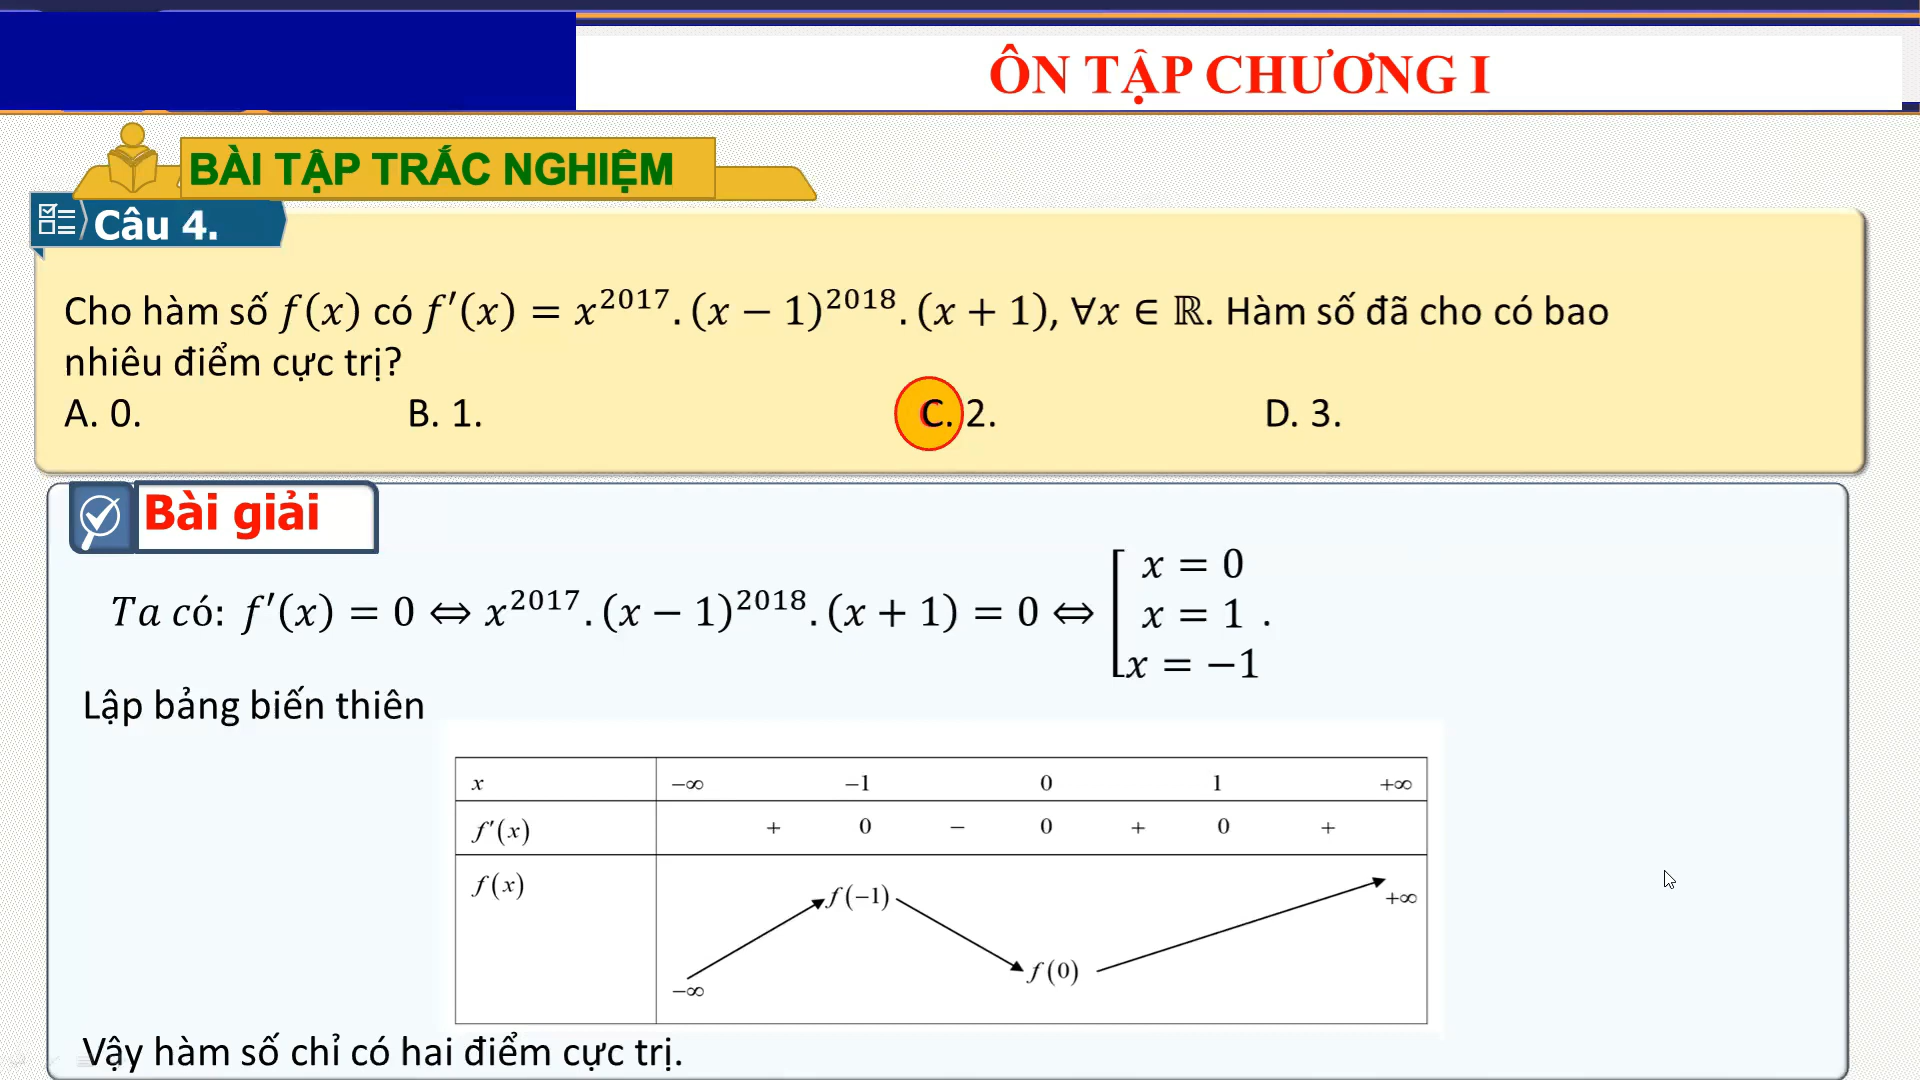 ÔN TẬP CHƯƠNG I
BÀI TẬP TRẮC NGHIỆM
Câu 4.
Cho hàm số f(x) có f′(x) = x^2017.(x − 1)^2018.(x + 1), ∀x ∈ ℝ. Hàm số đã cho có bao
nhiêu điểm cực trị?
A. 0. B. 1. C. 2. D. 3.
Bài giải
Ta có: f′(x) = 0 ⇔ x^2017.(x − 1)^2018.(x + 1) = 0 ⇔ [
x = 0
x = 1 .
x = −1
Lập bảng biến thiên
x −∞ −1 0 1 +∞
f′(x) + 0 − 0 + 0 +
f(x) −∞ f(−1) f(0) +∞
Vậy hàm số chỉ có hai điểm cực trị.